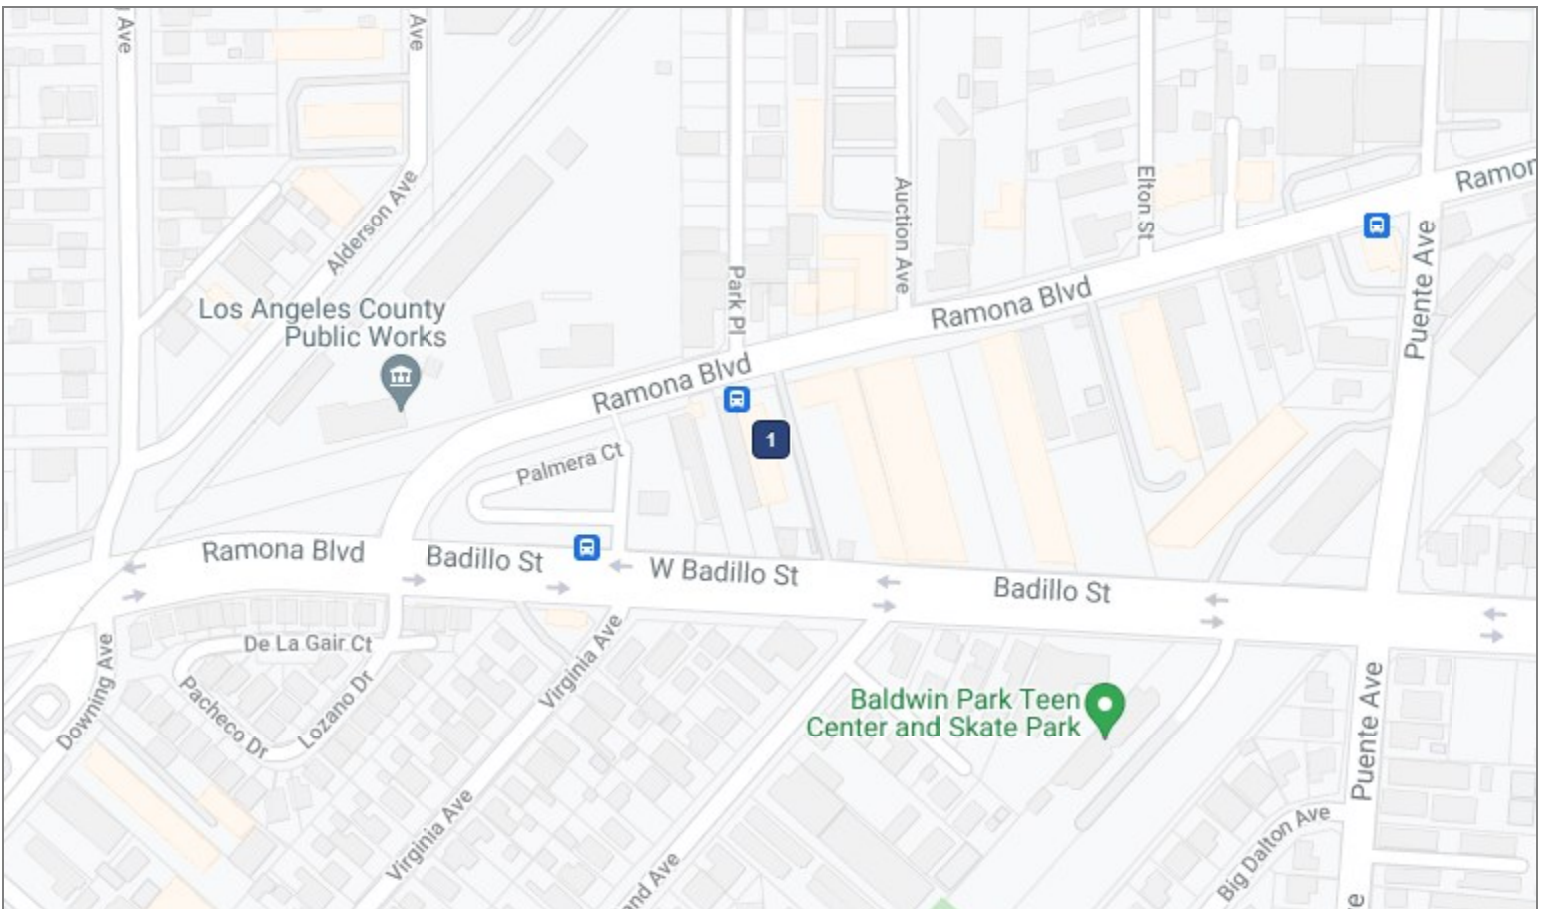 Ave
Ave
Ramon
Elton St
Auction Ave
Alderson Ave
Puente Ave
Park Pl
Los Angeles County
Public Works
Ramona Blvd
Ramona Blvd
1
Palmera Ct
Ramona Blvd
Badillo St
W Badillo St
Badillo St
De La Gair Ct
Virginia Ave
Downing Ave
Pacheco Dr
Lozano Dr
Baldwin Park Teen
Center and Skate Park
Puente Ave
Virginia Ave
Big Dalton Ave
and Ave